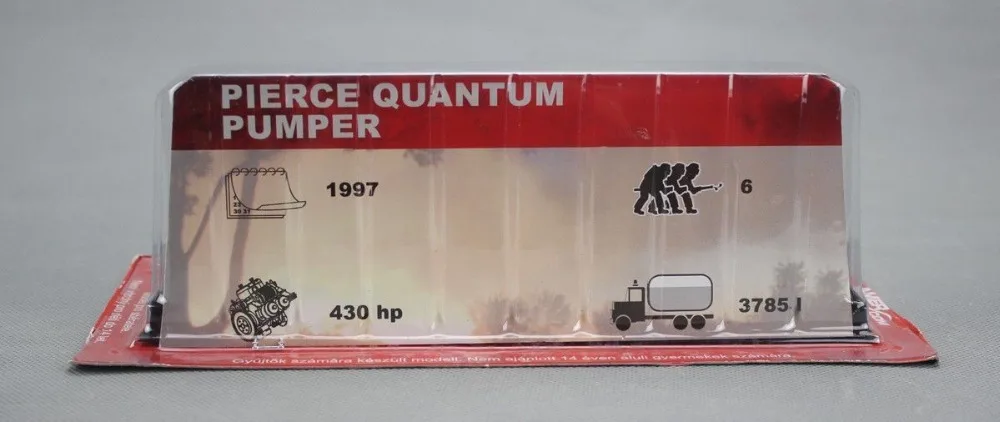 PIERCE QUANTUM
PUMPER
1997
6
430 hp
3785 l
Gyűjtők számára készült modell. Nem ajánlott 14 éven aluli gyermekek számára.